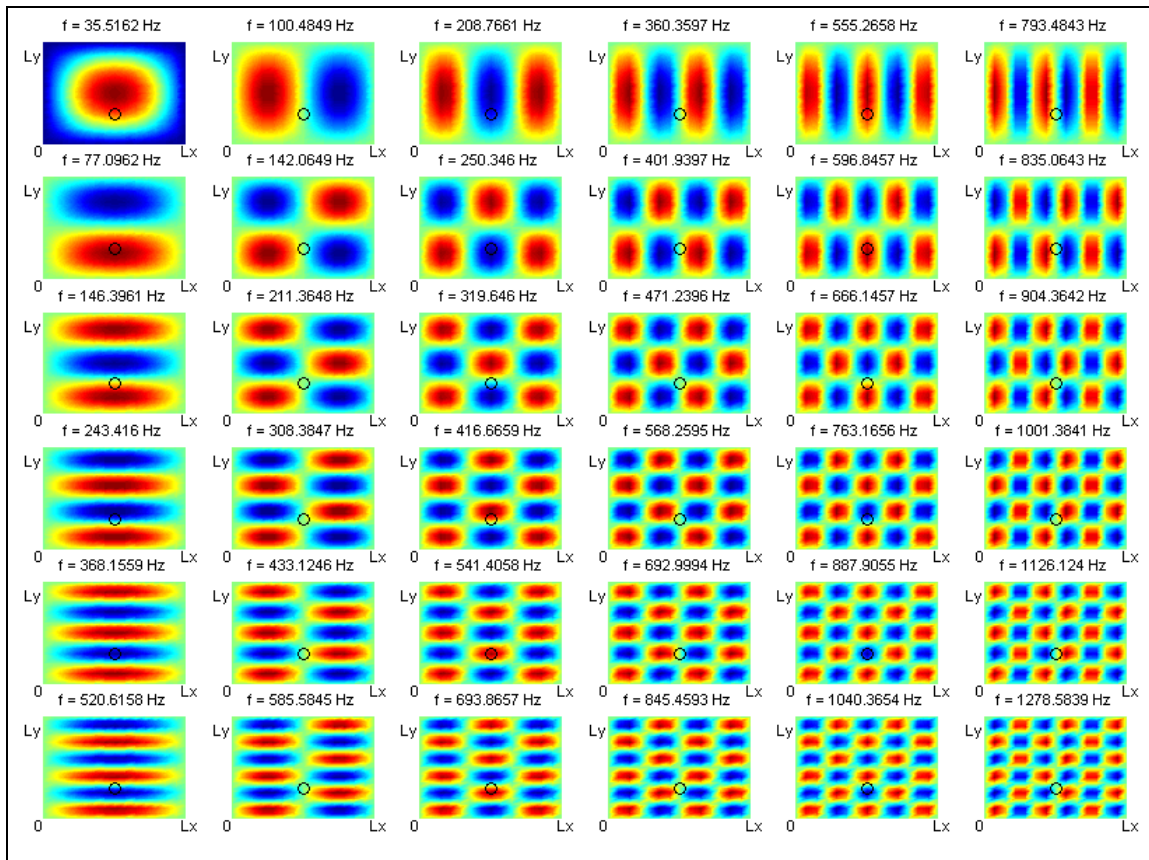 f = 35.5162 Hz f = 100.4849 Hz f = 208.7661 Hz f = 360.3597 Hz f = 555.2658 Hz f = 793.4843 Hz
Ly Ly Ly Ly Ly Ly
0 Lx 0 Lx 0 Lx 0 Lx 0 Lx 0 Lx
f = 77.0962 Hz f = 142.0649 Hz f = 250.346 Hz f = 401.9397 Hz f = 596.8457 Hz f = 835.0643 Hz
Ly Ly Ly Ly Ly Ly
0 Lx 0 Lx 0 Lx 0 Lx 0 Lx 0 Lx
f = 146.3961 Hz f = 211.3648 Hz f = 319.646 Hz f = 471.2396 Hz f = 666.1457 Hz f = 904.3642 Hz
Ly Ly Ly Ly Ly Ly
0 Lx 0 Lx 0 Lx 0 Lx 0 Lx 0 Lx
f = 243.416 Hz f = 308.3847 Hz f = 416.6659 Hz f = 568.2595 Hz f = 763.1656 Hz f = 1001.3841 Hz
Ly Ly Ly Ly Ly Ly
0 Lx 0 Lx 0 Lx 0 Lx 0 Lx 0 Lx
f = 368.1559 Hz f = 433.1246 Hz f = 541.4058 Hz f = 692.9994 Hz f = 887.9055 Hz f = 1126.124 Hz
Ly Ly Ly Ly Ly Ly
0 Lx 0 Lx 0 Lx 0 Lx 0 Lx 0 Lx
f = 520.6158 Hz f = 585.5845 Hz f = 693.8657 Hz f = 845.4593 Hz f = 1040.3654 Hz f = 1278.5839 Hz
Ly Ly Ly Ly Ly Ly
0 Lx 0 Lx 0 Lx 0 Lx 0 Lx 0 Lx